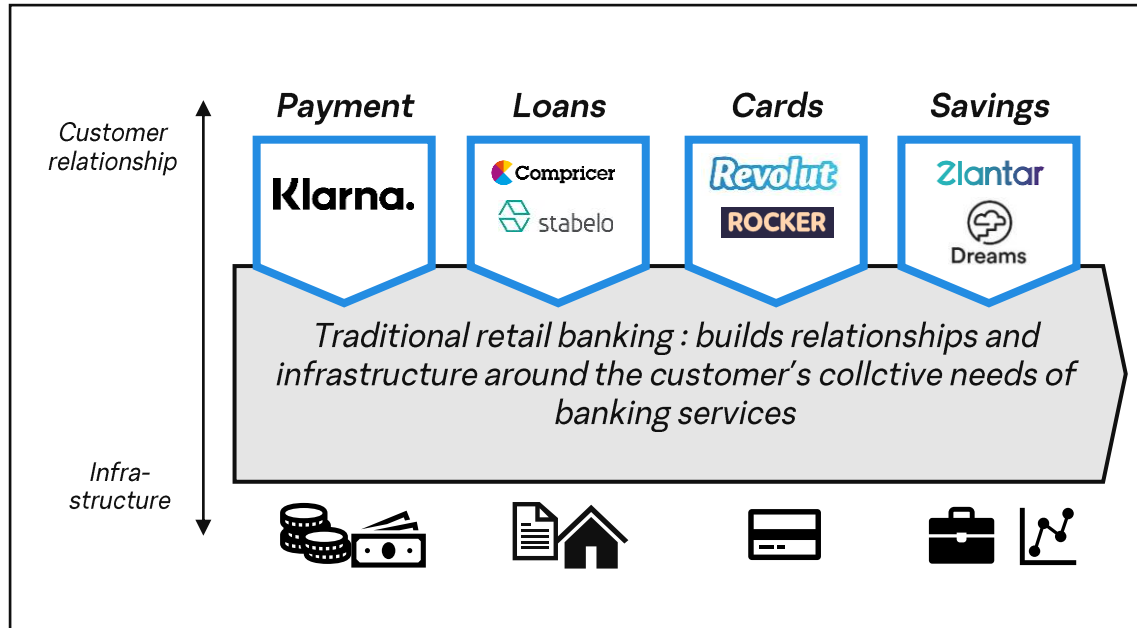 Payment
Loans
Cards
Savings
Customer
relationship
Klarna.
Compricer
stabelo
Revolut
ROCKER
Zlantar
Dreams
Traditional retail banking : builds relationships and
infrastructure around the customer's collctive needs of
banking services
Infra-
structure